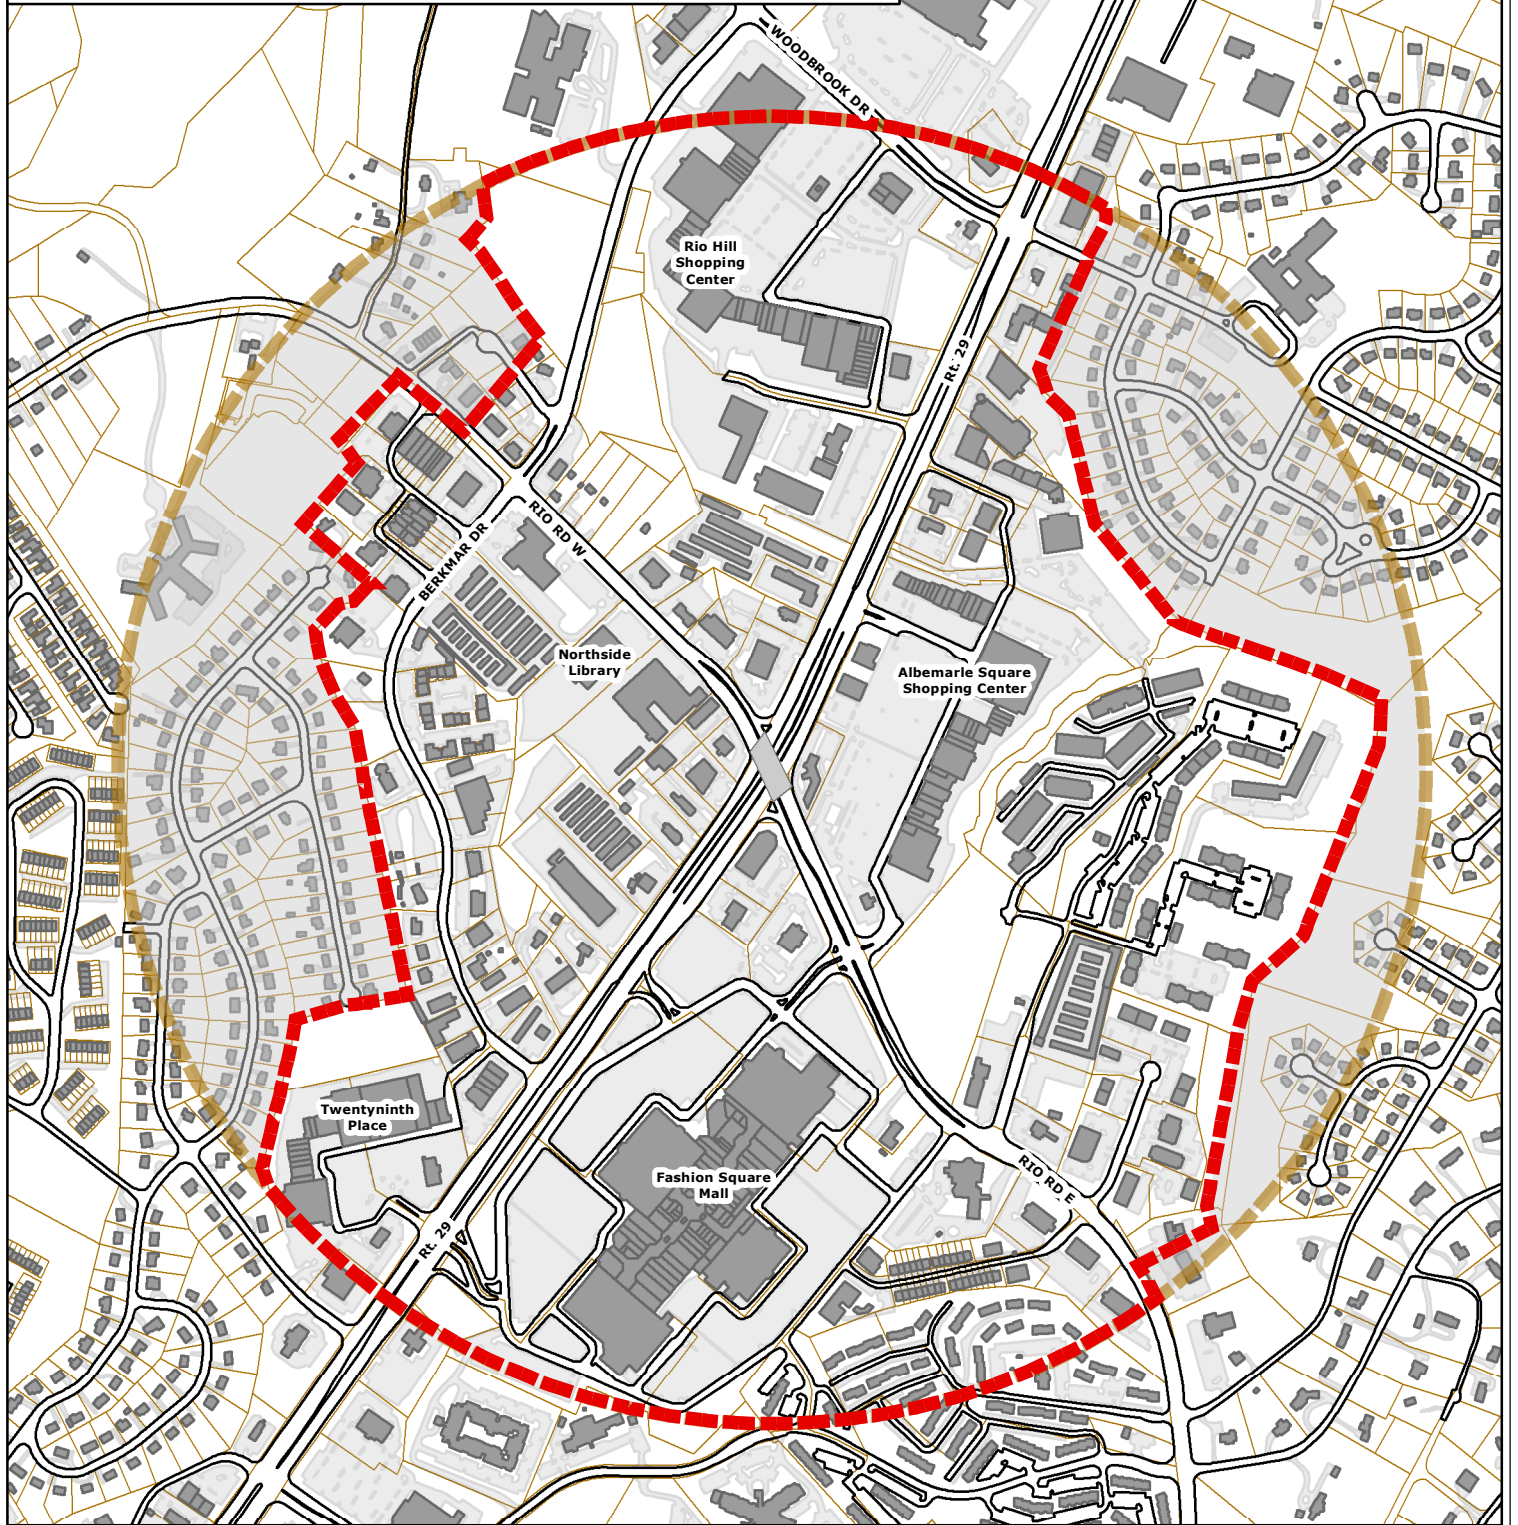 WOODBROOK DR
Rio Hill
Shopping
Center
Rt. 29
RIO RD W
BERKMAR DR
Northside
Library
Albemarle Square
Shopping Center
Twentyninth
Place
Fashion Square
Mall
RIO RD E
Rt. 29